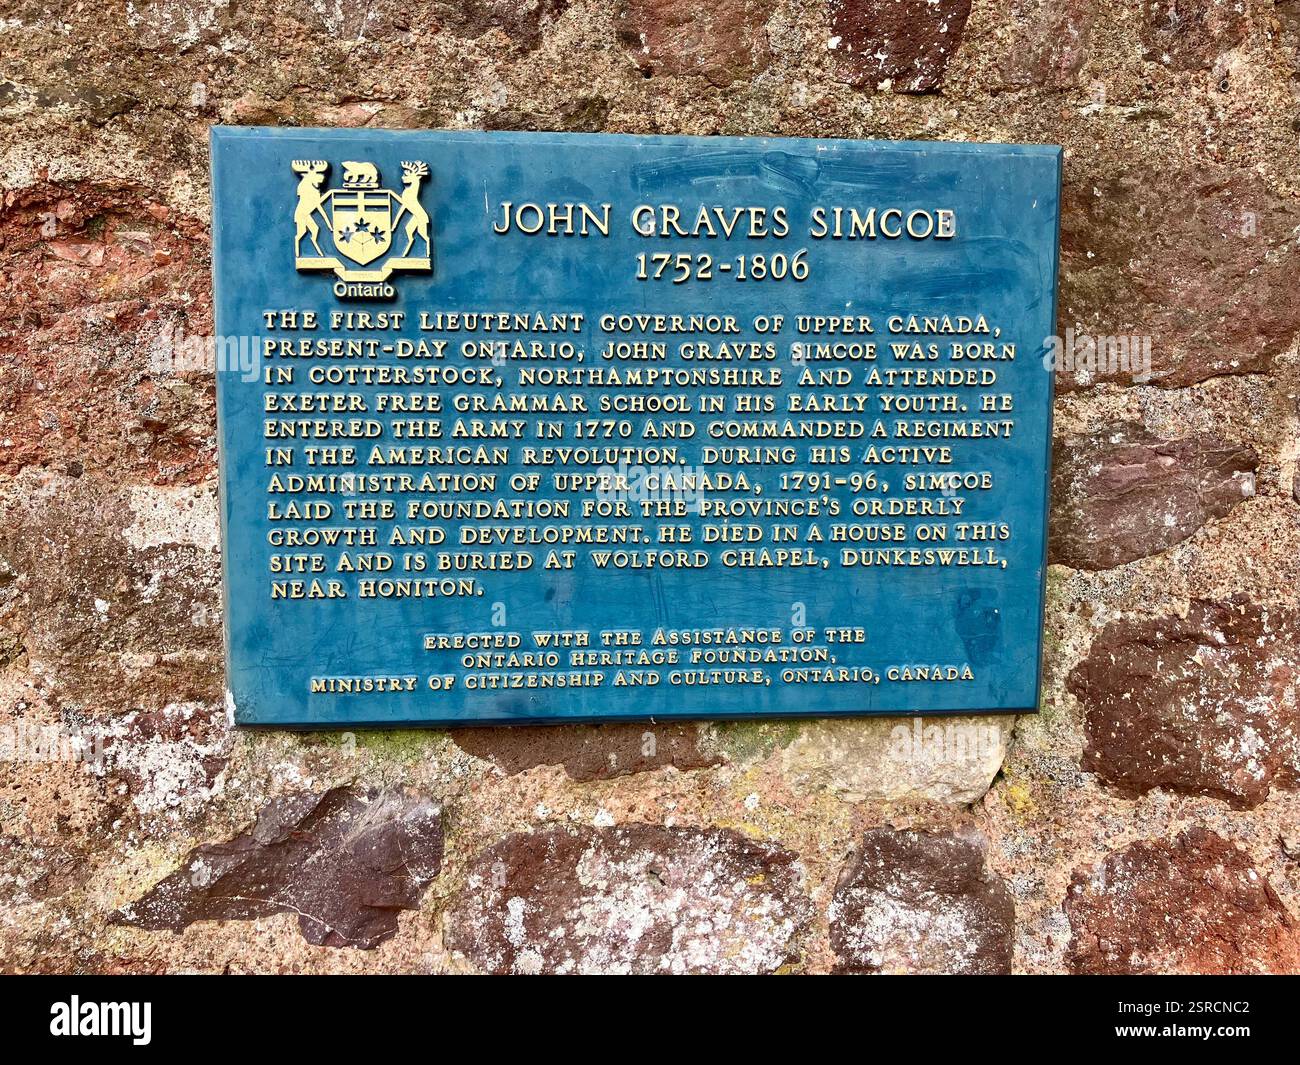 JOHN GRAVES SIMCOE
1752-1806
Ontario
THE FIRST LIEUTENANT GOVERNOR OF UPPER CANADA,
PRESENT-DAY ONTARIO, JOHN GRAVES SIMCOE WAS BORN
IN COTTERSTOCK, NORTHAMPTONSHIRE AND ATTENDED
EXETER FREE GRAMMAR SCHOOL IN HIS EARLY YOUTH. HE
ENTERED THE ARMY IN 1770 AND COMMANDED A REGIMENT
IN THE AMERICAN REVOLUTION. DURING HIS ACTIVE
ADMINISTRATION OF UPPER CANADA, 1791-96, SIMCOE
LAID THE FOUNDATION FOR THE PROVINCE'S ORDERLY
GROWTH AND DEVELOPMENT. HE DIED IN A HOUSE ON THIS
SITE AND IS BURIED AT WOLFORD CHAPEL, DUNKESWELL,
NEAR HONITON.
ERECTED WITH THE ASSISTANCE OF THE
ONTARIO HERITAGE FOUNDATION,
MINISTRY OF CITIZENSHIP AND CULTURE, ONTARIO, CANADA
alamy
Image ID: 2SRCNC2
www.alamy.com